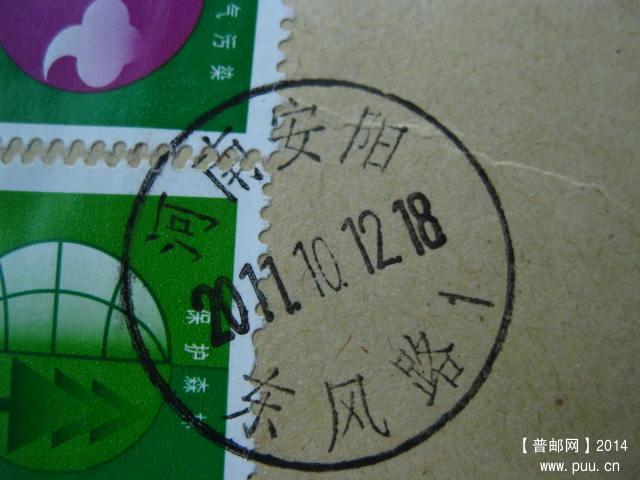 气污染
河南安阳
2011.10.12.18
风路
1
保护森林
【普邮网】2014
www.puu.cn